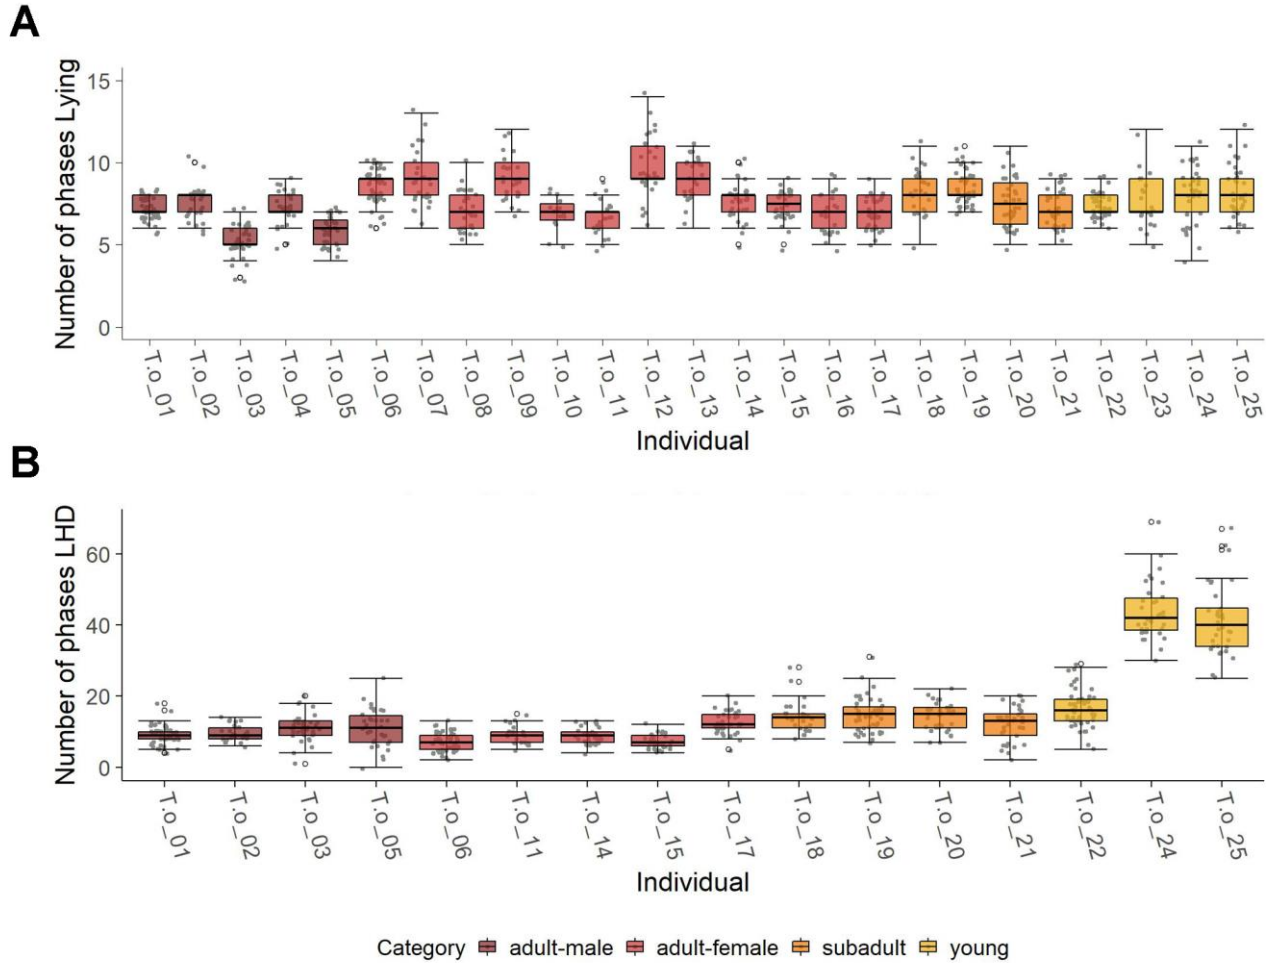 A
Number of phases Lying
15
10
5
0
T.o_01 T.o_02 T.o_03 T.o_04 T.o_05 T.o_06 T.o_07 T.o_08 T.o_09 T.o_10 T.o_11 T.o_12 T.o_13 T.o_14 T.o_15 T.o_16 T.o_17 T.o_18 T.o_19 T.o_20 T.o_21 T.o_22 T.o_23 T.o_24 T.o_25
Individual
B
Number of phases LHD
60
40
20
0
T.o_01 T.o_02 T.o_03 T.o_05 T.o_06 T.o_11 T.o_14 T.o_15 T.o_17 T.o_18 T.o_19 T.o_20 T.o_21 T.o_22 T.o_24 T.o_25
Individual
Category adult-male adult-female subadult young